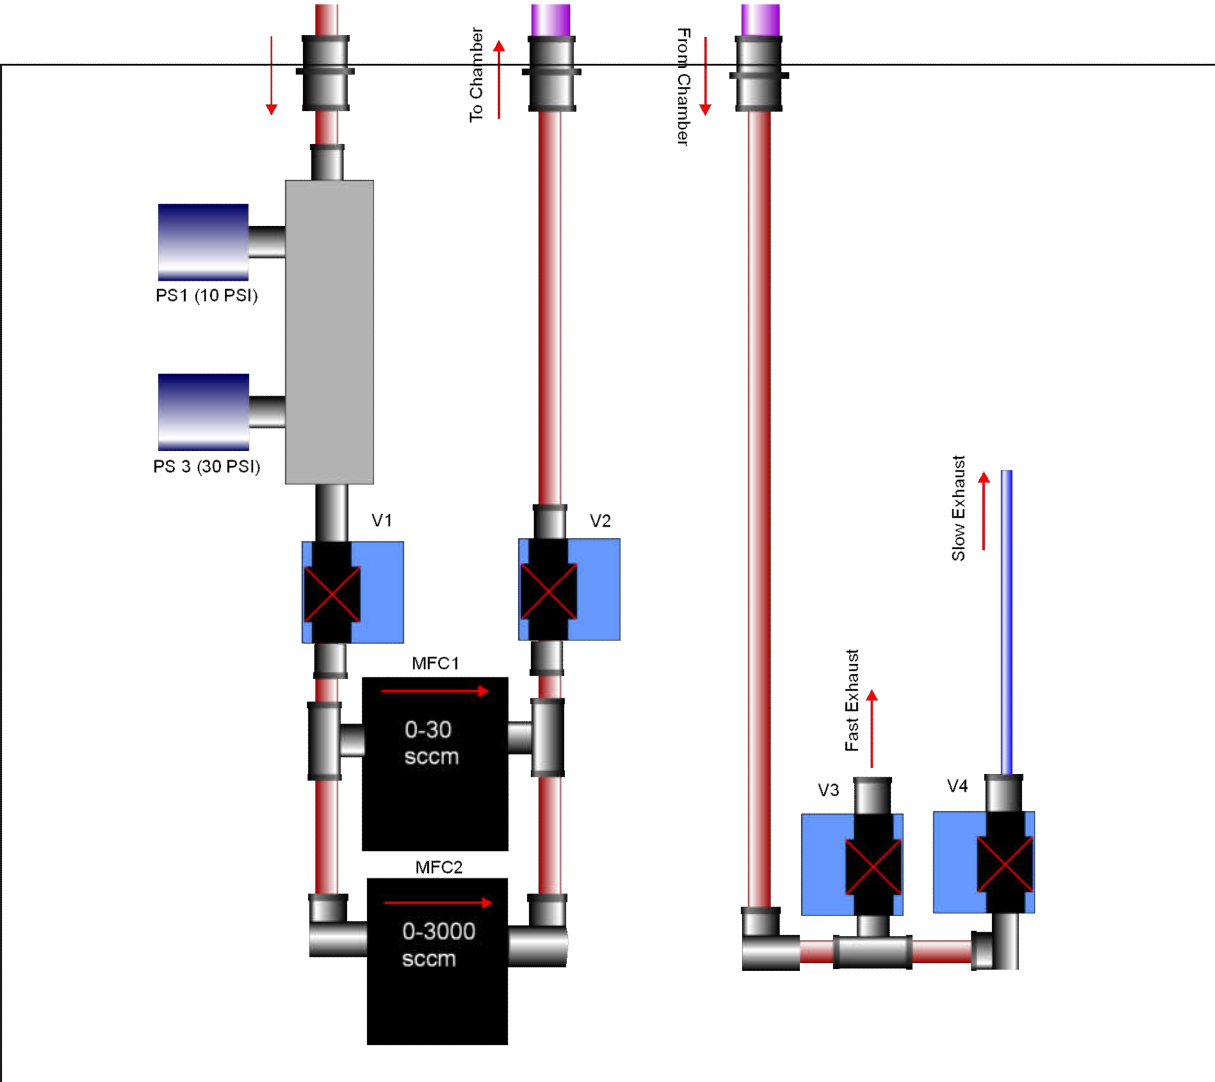 To Chamber
From Chamber
PS1 (10 PSI)
PS 3 (30 PSI)
V1
V2
Slow Exhaust
MFC1
0-30
sccm
Fast Exhaust
V3
V4
MFC2
0-3000
sccm